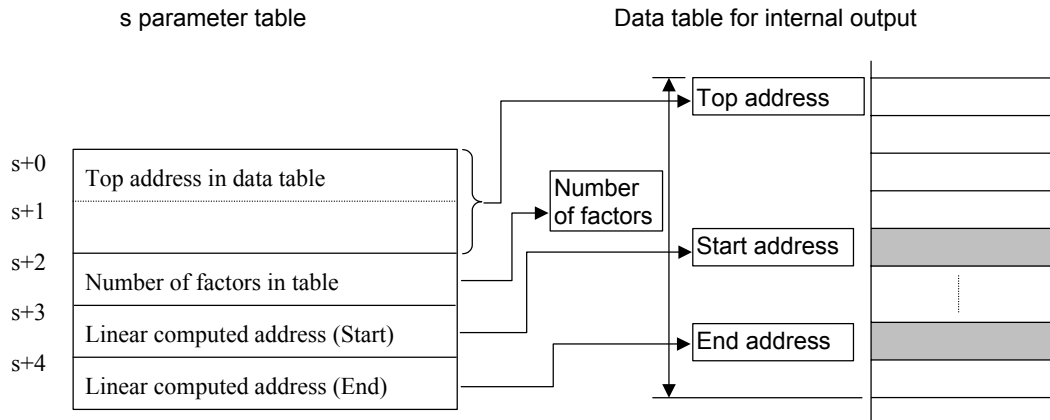 s parameter table
Data table for internal output
Top address
s+0
Top address in data table
s+1
Number
of factors
s+2
Start address
Number of factors in table
s+3
Linear computed address (Start)
End address
s+4
Linear computed address (End)